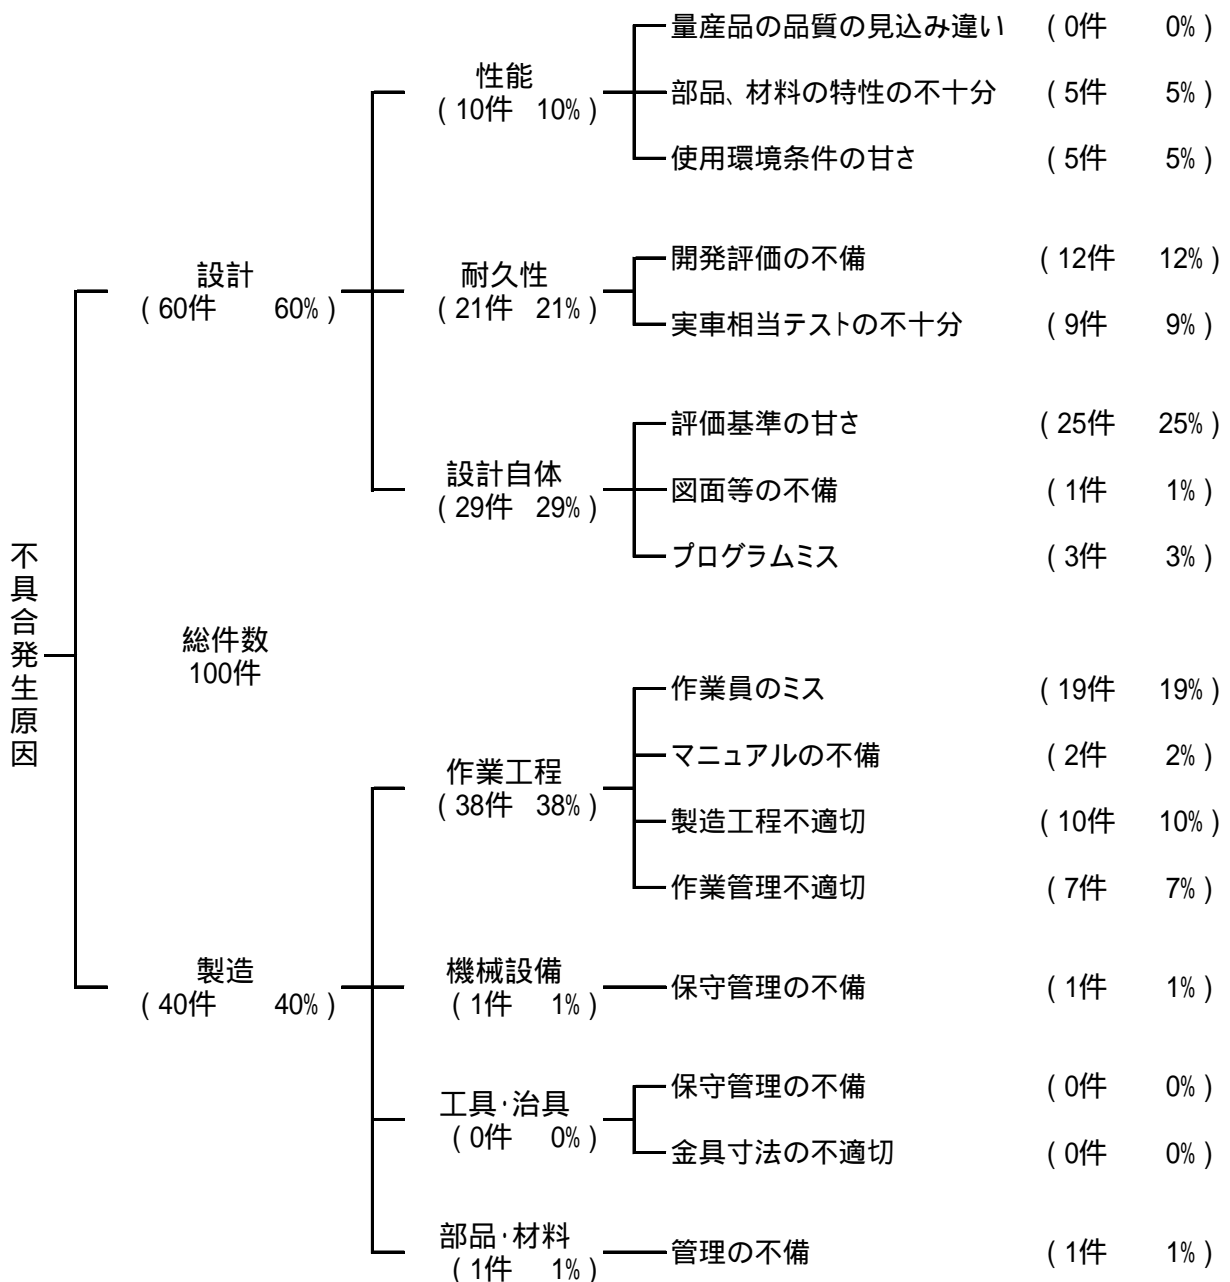 不具合発生原因
総件数
100件
設計
(60件 60%)
性能
(10件 10%)
量産品の品質の見込み違い (0件 0%)
部品、材料の特性の不十分 (5件 5%)
使用環境条件の甘さ (5件 5%)
耐久性
(21件 21%)
開発評価の不備 (12件 12%)
実車相当テストの不十分 (9件 9%)
設計自体
(29件 29%)
評価基準の甘さ (25件 25%)
図面等の不備 (1件 1%)
プログラムミス (3件 3%)
製造
(40件 40%)
作業工程
(38件 38%)
作業員のミス (19件 19%)
マニュアルの不備 (2件 2%)
製造工程不適切 (10件 10%)
作業管理不適切 (7件 7%)
機械設備
(1件 1%)
保守管理の不備 (1件 1%)
工具・治具
(0件 0%)
保守管理の不備 (0件 0%)
金具寸法の不適切 (0件 0%)
部品・材料
(1件 1%)
管理の不備 (1件 1%)